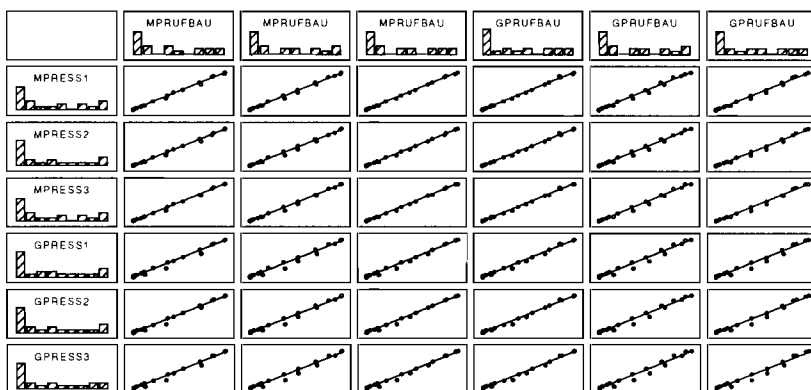 MPRUFBAU MPRUFBAU MPRUFBAU GPRUFBAU GPRUFBAU GPRUFBAU
MPRESS1
MPRESS2
MPRESS3
GPRESS1
GPRESS2
GPRESS3